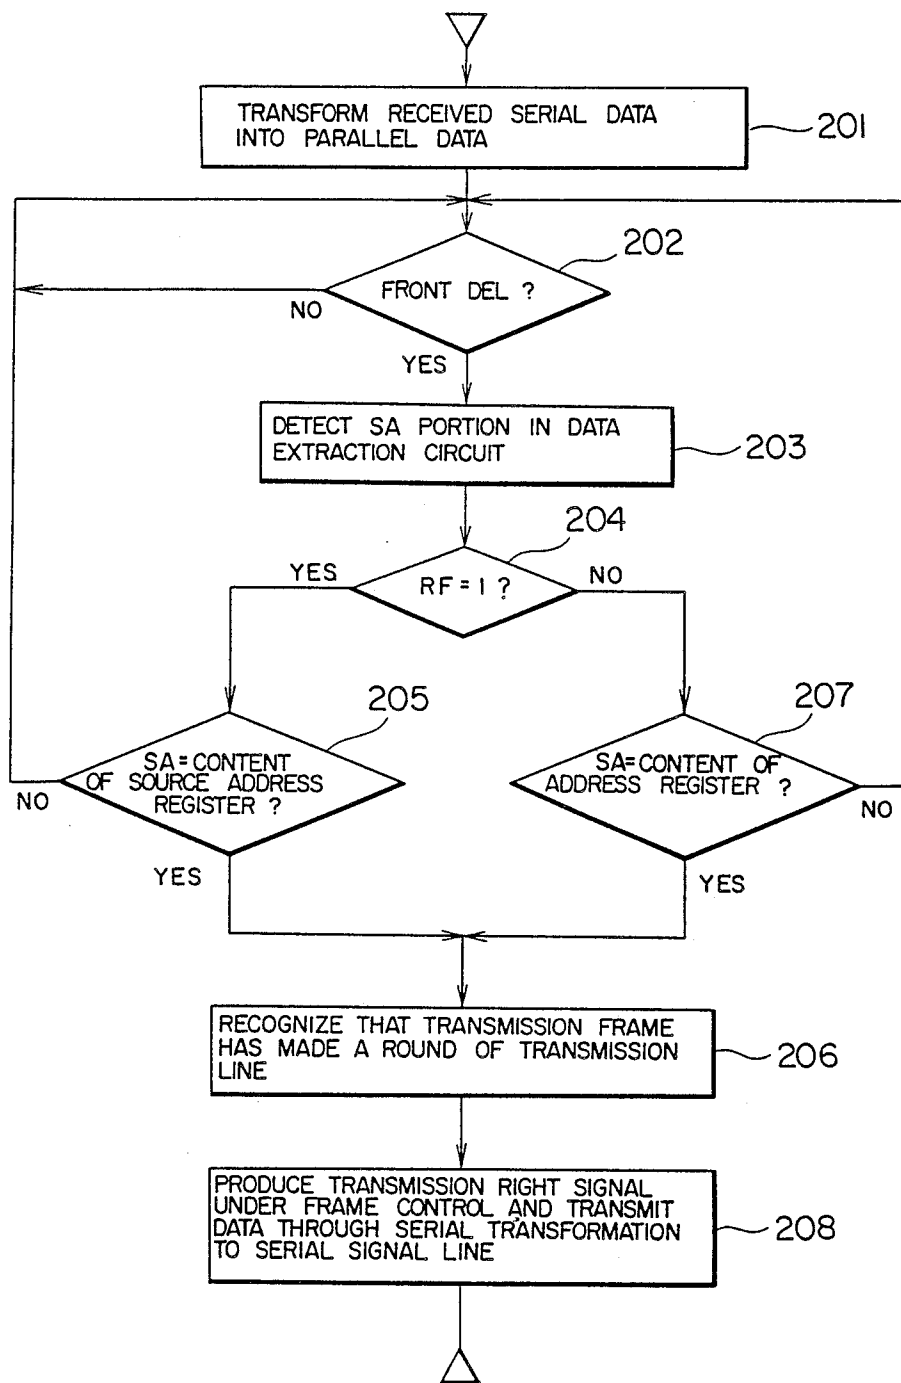 TRANSFORM RECEIVED SERIAL DATA
INTO PARALLEL DATA
201
202
FRONT DEL ?
NO
YES
DETECT SA PORTION IN DATA
EXTRACTION CIRCUIT
203
204
YES
RF = 1 ?
NO
205
207
SA = CONTENT
OF SOURCE ADDRESS
REGISTER ?
NO
YES
SA=CONTENT OF
ADDRESS REGISTER ?
NO
YES
RECOGNIZE THAT TRANSMISSION FRAME
HAS MADE A ROUND OF TRANSMISSION
LINE
206
PRODUCE TRANSMISSION RIGHT SIGNAL
UNDER FRAME CONTROL AND TRANSMIT
DATA THROUGH SERIAL TRANSFORMATION
TO SERIAL SIGNAL LINE
208